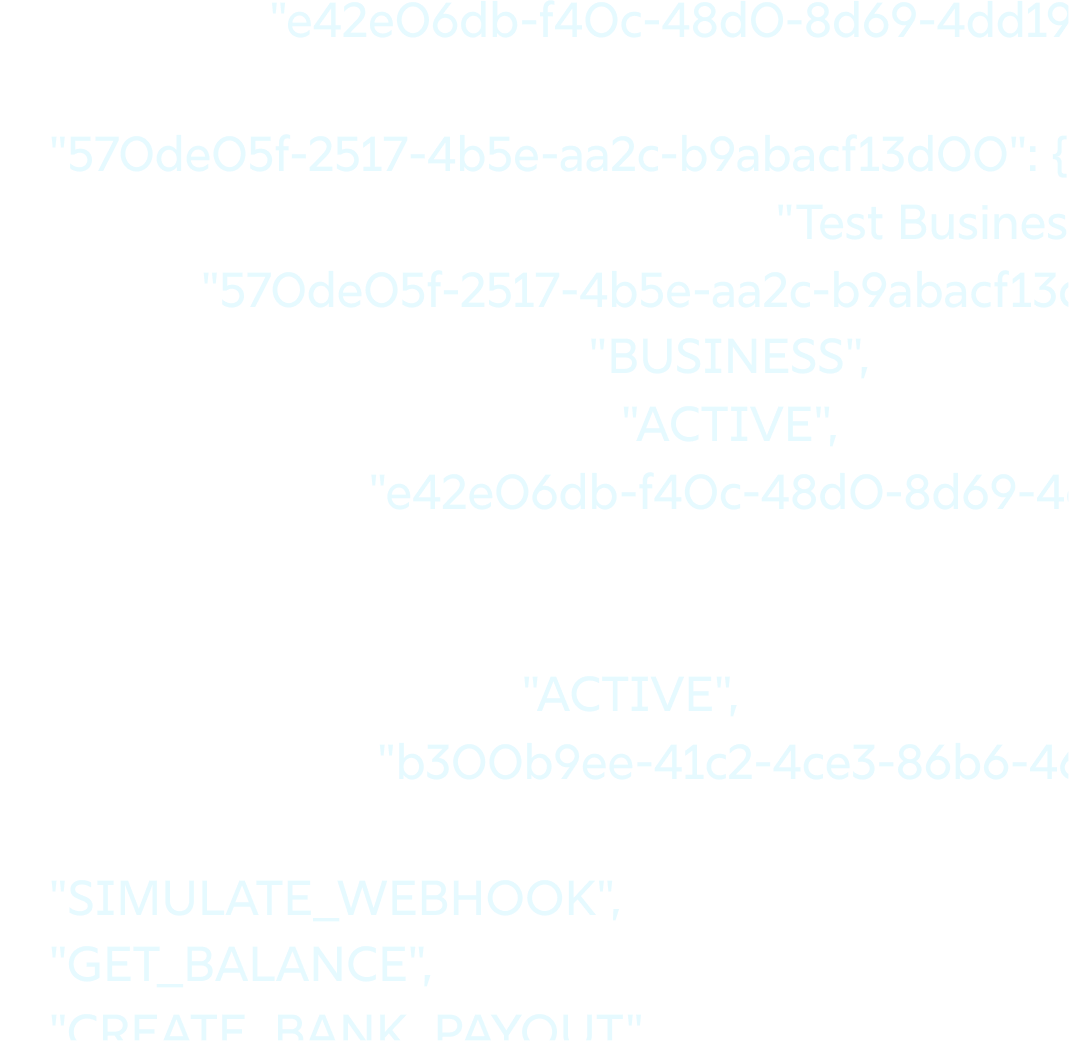 "e42e06db-f40c-48d0-8d69-4dd19
"570de05f-2517-4b5e-aa2c-b9abacf13d00": {
"Test Busines
"570de05f-2517-4b5e-aa2c-b9abacf13
"BUSINESS",
"ACTIVE",
"e42e06db-f40c-48d0-8d69-4
"ACTIVE",
"b300b9ee-41c2-4ce3-86b6-4
"SIMULATE_WEBHOOK",
"GET_BALANCE",
"CREATE_BANK_PAYOUT"